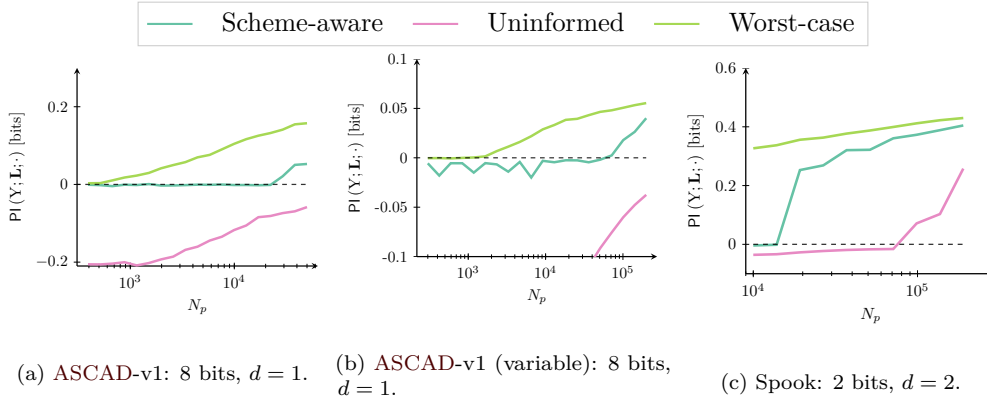 Scheme-aware Uninformed Worst-case
PI (Y; L; ·) [bits]
0.2
0
−0.2
10^3 10^4
N_p
PI (Y; L; ·) [bits]
0.1
0.05
0
-0.05
-0.1
10^3 10^4 10^5
N_p
PI (Y; L; ·) [bits]
0.6
0.4
0.2
0
10^4 10^5
N_p
(a) ASCAD-v1: 8 bits, d = 1.
(b) ASCAD-v1 (variable): 8 bits,
d = 1.
(c) Spook: 2 bits, d = 2.